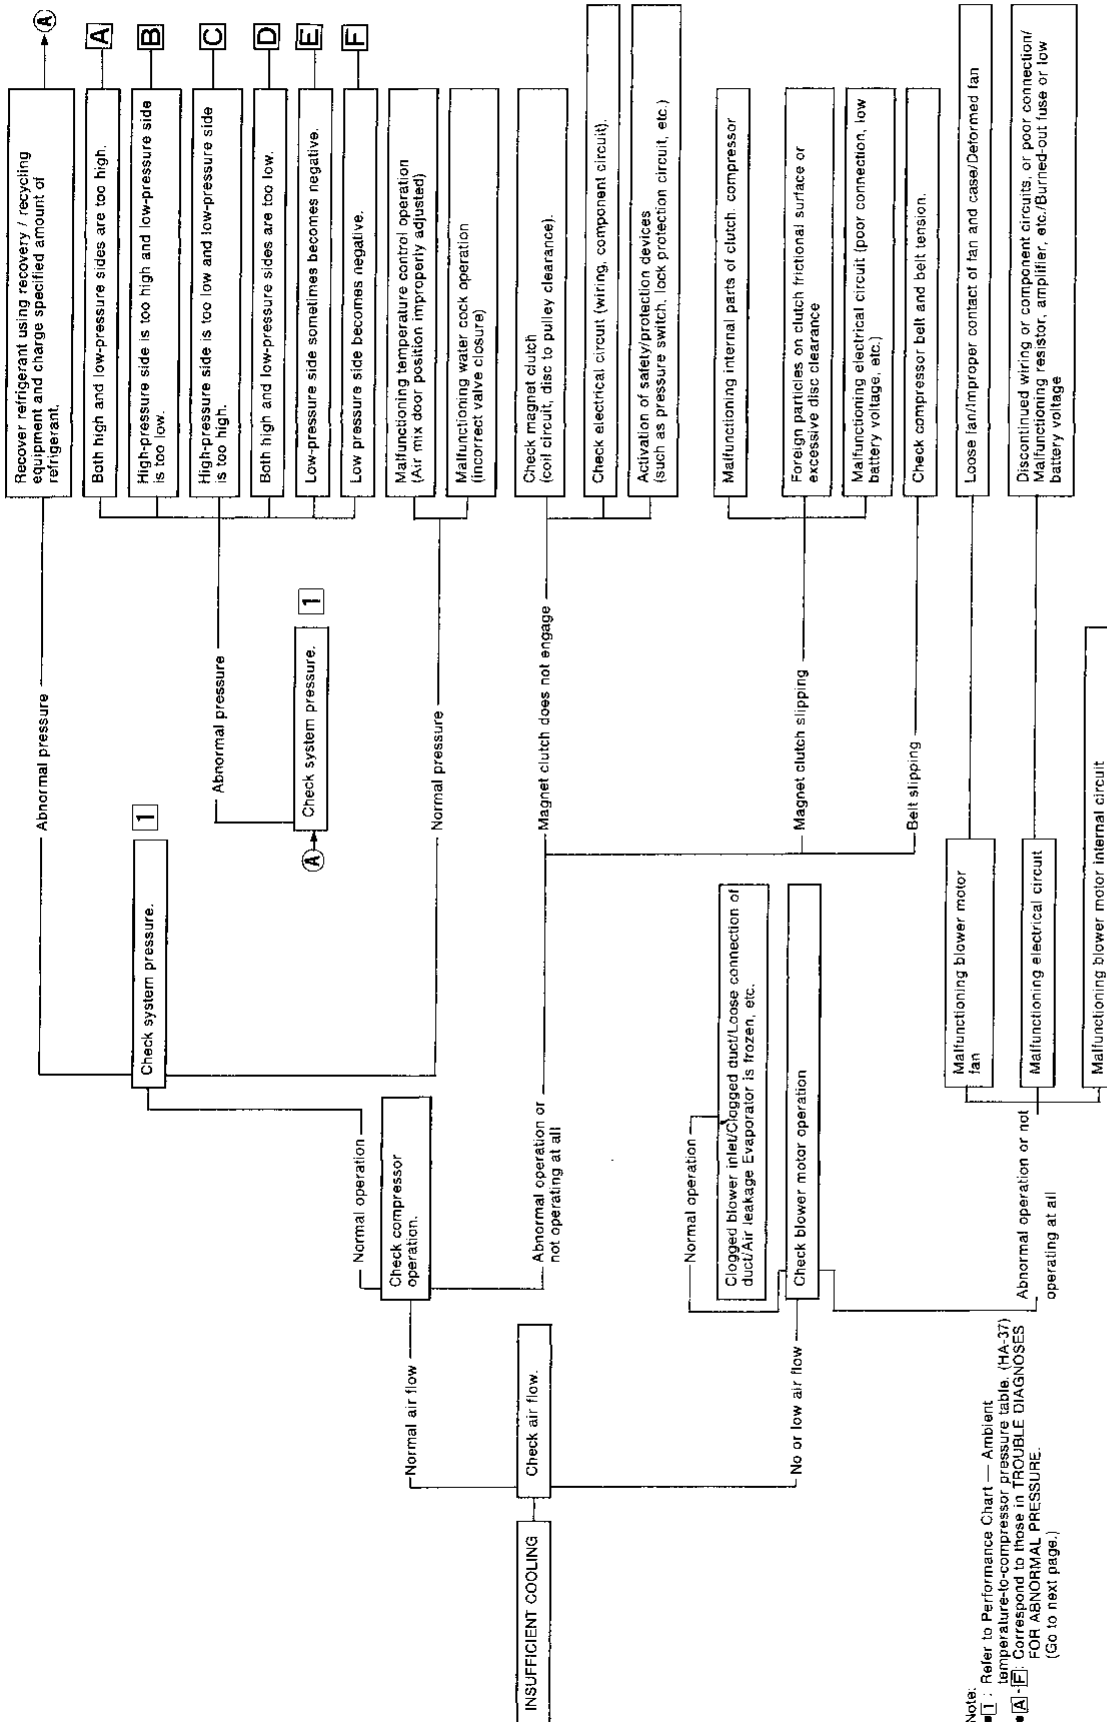 INSUFFICIENT COOLING
Check air flow.
Normal air flow
Check compressor
operation.
Normal operation
Check system pressure.
1
Abnormal pressure
Recover refrigerant using recovery / recycling
equipment and charge specified amount of
refrigerant.
A
A
Check system pressure.
1
Abnormal pressure
Both high and low-pressure sides are too high.
A
High-pressure side is too high and low-pressure side
is too low.
B
High-pressure side is too low and low-pressure side
is too high.
C
Both high and low-pressure sides are too low.
D
Low-pressure side sometimes becomes negative.
E
Low pressure side becomes negative.
F
Normal pressure
Malfunctioning temperature control operation
(Air mix door position improperly adjusted)
Malfunctioning water cock operation
(incorrect valve closure)
Abnormal operation or
not operating at all
Magnet clutch does not engage
Check magnet clutch
(coil circuit, disc to pulley clearance).
Check electrical circuit (wiring, component circuit).
Activation of safety/protection devices
(such as pressure switch, lock protection circuit, etc.)
Magnet clutch slipping
Malfunctioning internal parts of clutch. compressor
Foreign particles on clutch frictional surface or
excessive disc clearance
Malfunctioning electrical circuit (poor connection, low
battery voltage, etc.)
Belt slipping
Check compressor belt and belt tension.
No or low air flow
Check blower motor operation
Normal operation
Clogged blower inlet/Clogged duct/Loose connection of
duct/Air leakage Evaporator is frozen, etc.
Abnormal operation or not
operating at all
Malfunctioning blower motor
fan
Loose fan/Improper contact of fan and case/Deformed fan
Malfunctioning electrical circuit
Discontinued wiring or component circuits, or poor connection/
Malfunctioning resistor, amplifier, etc./Burned-out fuse or low
battery voltage
Malfunctioning blower motor internal circuit
Note:
•1 : Refer to Performance Chart — Ambient
temperature-to-compressor pressure table. (HA-37)
•A-F: Correspond to those in TROUBLE DIAGNOSES
FOR ABNORMAL PRESSURE.
(Go to next page.)